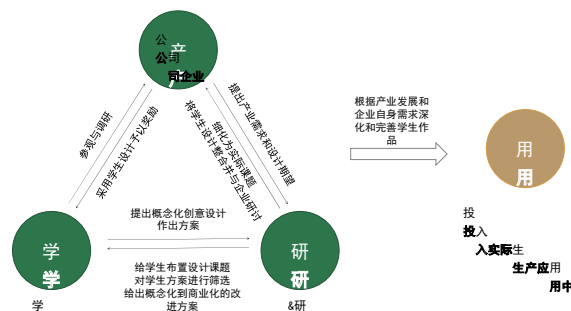 公
产
公司
司企业
参观与调研
采用学生设计予以奖励
提出产业需求和设计期望
细化为实际课题
将学生设计整合并与企业研讨
根据产业发展和
企业自身需求深
化和完善学生作
品
用
用
投
投入
入实际生
生产应用
用中
学
学
学
提出概念化创意设计
作出方案
给学生布置设计课题
对学生方案进行筛选
给出概念化到商业化的改
进方案
研
研
&研